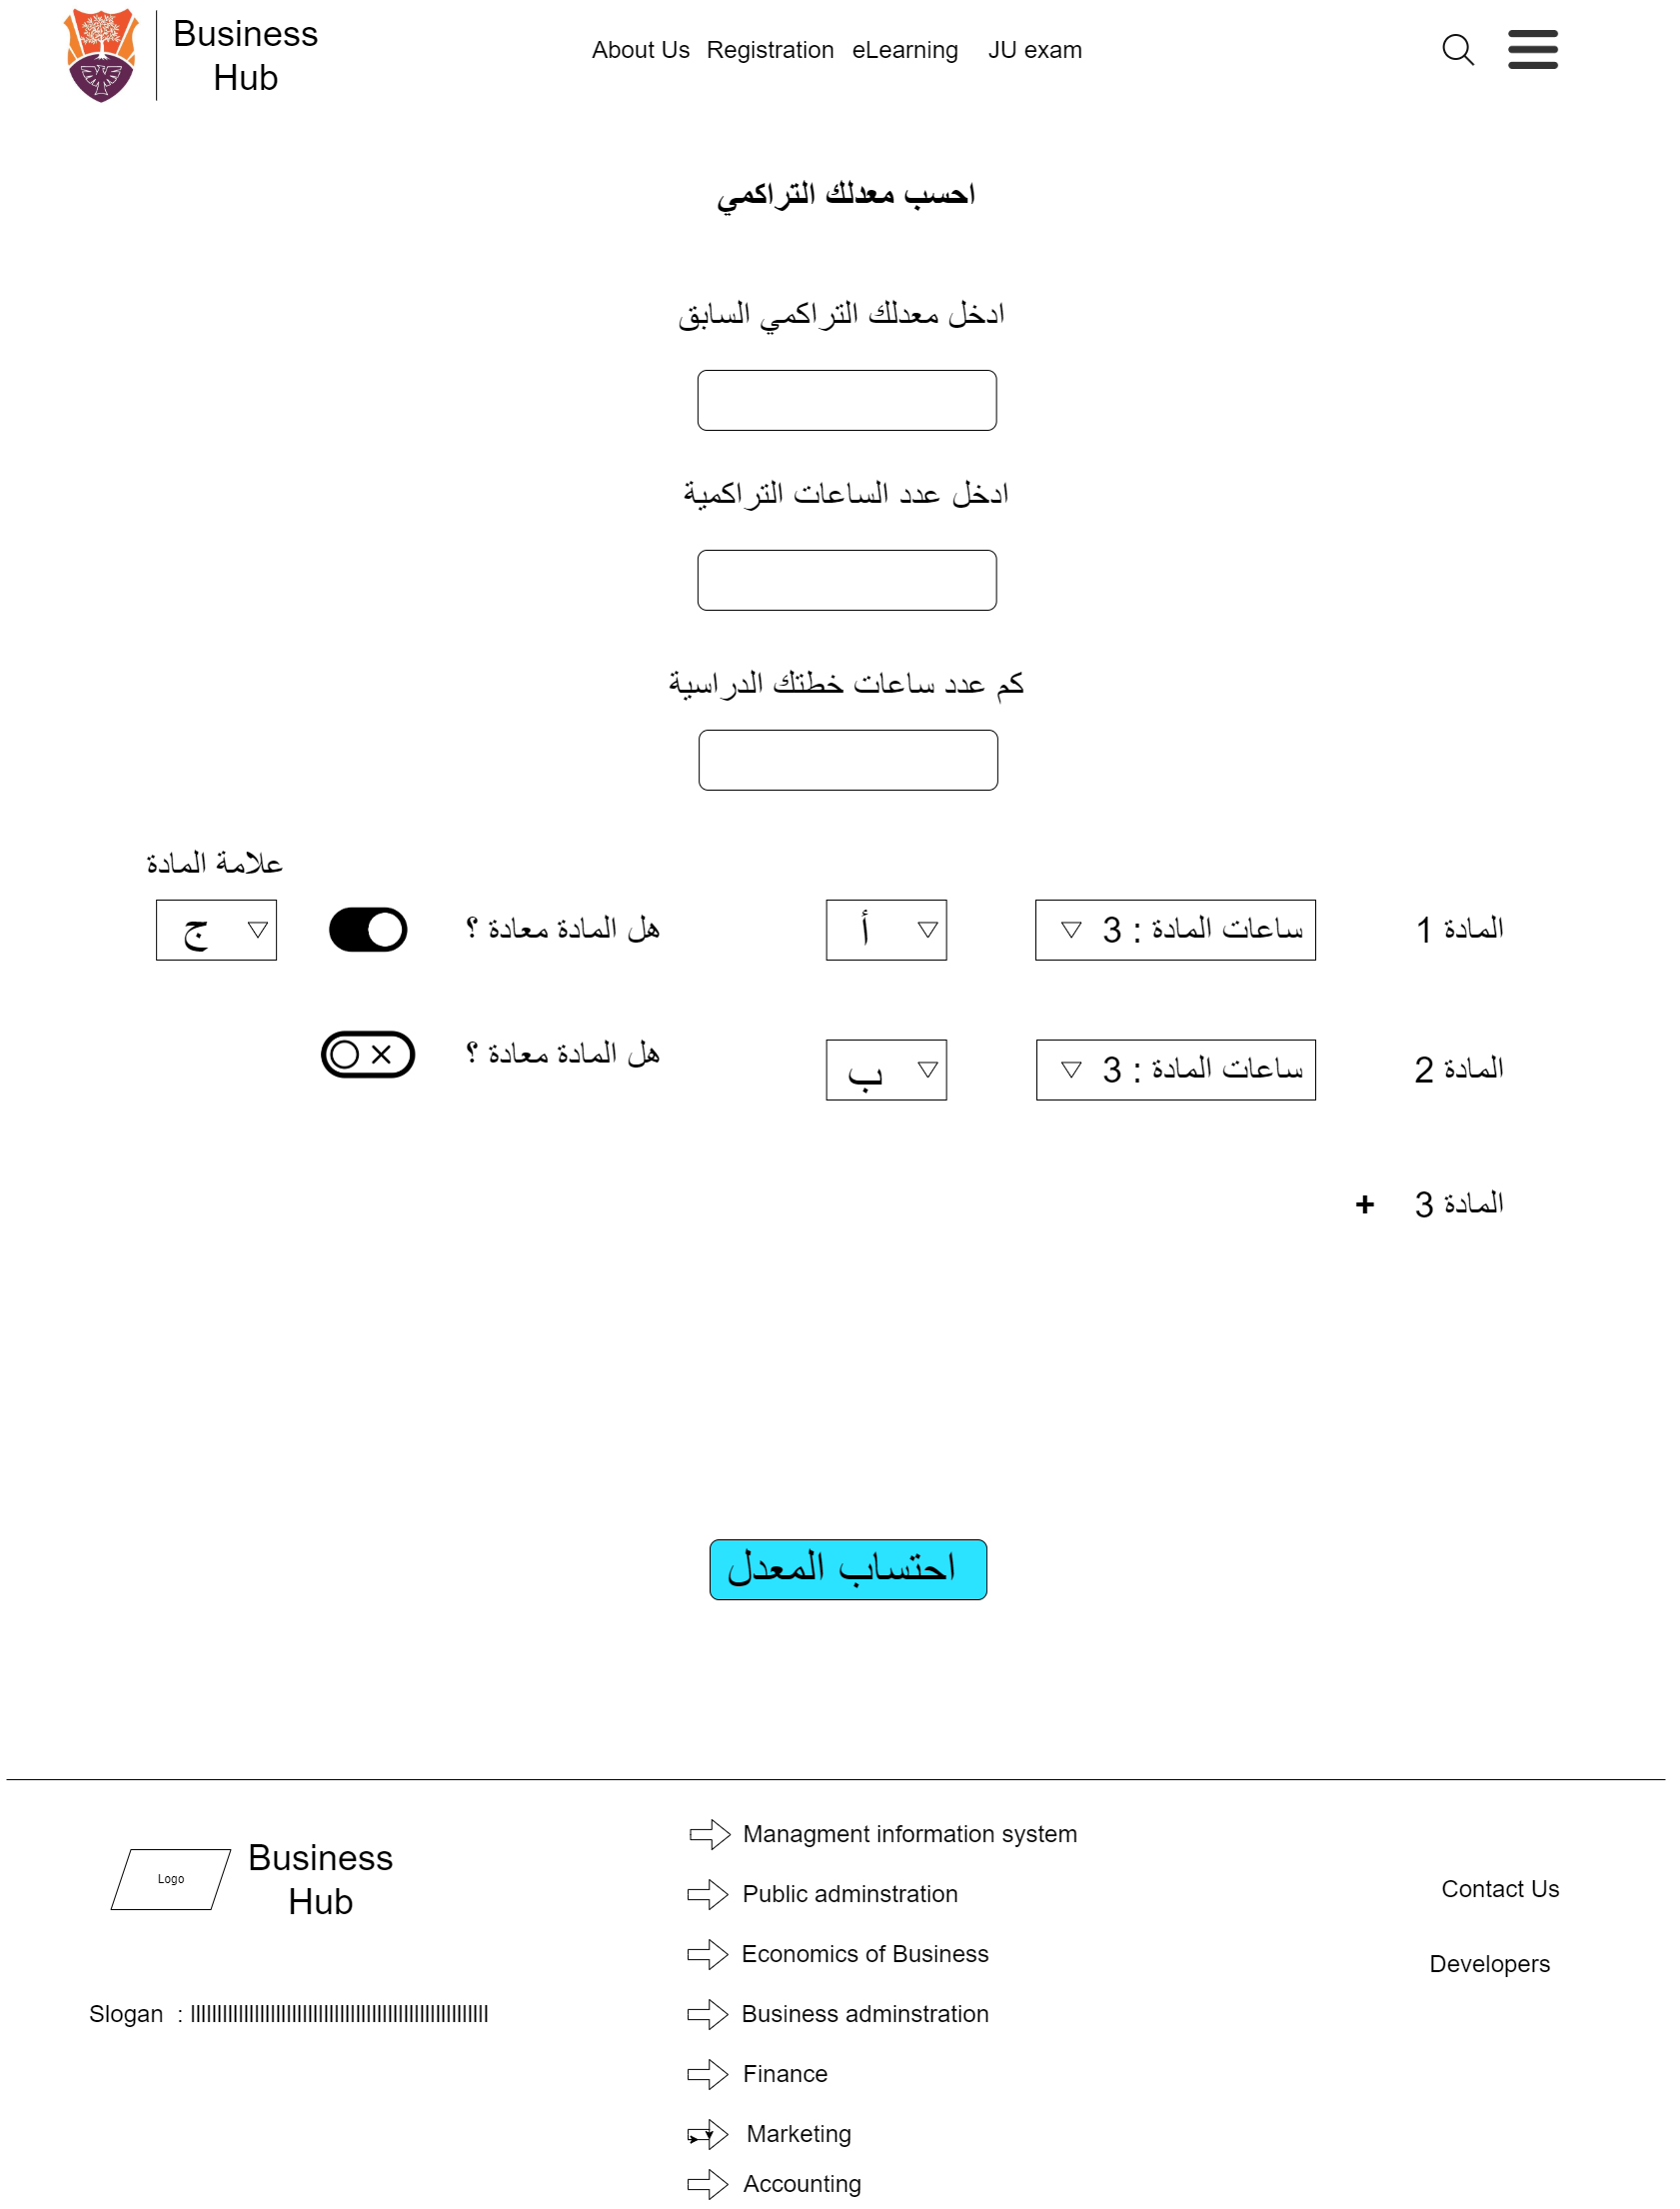 Business
Hub
About Us Registration eLearning JU exam
احسب معدلك التراكمي
ادخل معدلك التراكمي السابق
ادخل عدد الساعات التراكمية
كم عدد ساعات خطتك الدراسية
علامة المادة
المادة 1 ساعات المادة : 3 أ هل المادة معادة ؟ ج
المادة 2 ساعات المادة : 3 ب هل المادة معادة ؟
المادة 3 +
احتساب المعدل
Logo
Business
Hub
Slogan :
Managment information system
Public adminstration
Economics of Business
Business adminstration
Finance
Marketing
Accounting
Contact Us
Developers